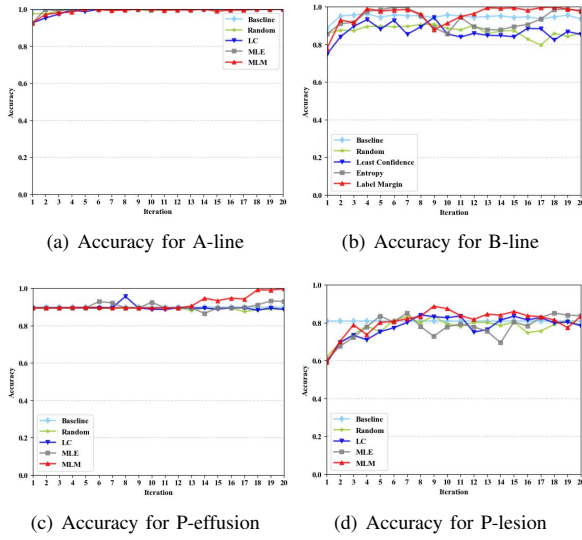 1.0
0.8
0.6
0.4
0.2
0.0
Accuracy
Baseline
Random
LC
MLE
MLM
1 2 3 4 5 6 7 8 9 10 11 12 13 14 15 16 17 18 19 20
Iteration
(a) Accuracy for A-line
1.0
0.8
0.6
0.4
0.2
0.0
Accuracy
Baseline
Random
Least Confidence
Entropy
Label Margin
1 2 3 4 5 6 7 8 9 10 11 12 13 14 15 16 17 18 19 20
Iteration
(b) Accuracy for B-line
1.0
0.8
0.6
0.4
0.2
0.0
Accuracy
Baseline
Random
LC
MLE
MLM
1 2 3 4 5 6 7 8 9 10 11 12 13 14 15 16 17 18 19 20
Iteration
(c) Accuracy for P-effusion
1.0
0.8
0.6
0.4
0.2
0.0
Accuracy
Baseline
Random
LC
MLE
MLM
1 2 3 4 5 6 7 8 9 10 11 12 13 14 15 16 17 18 19 20
Iteration
(d) Accuracy for P-lesion